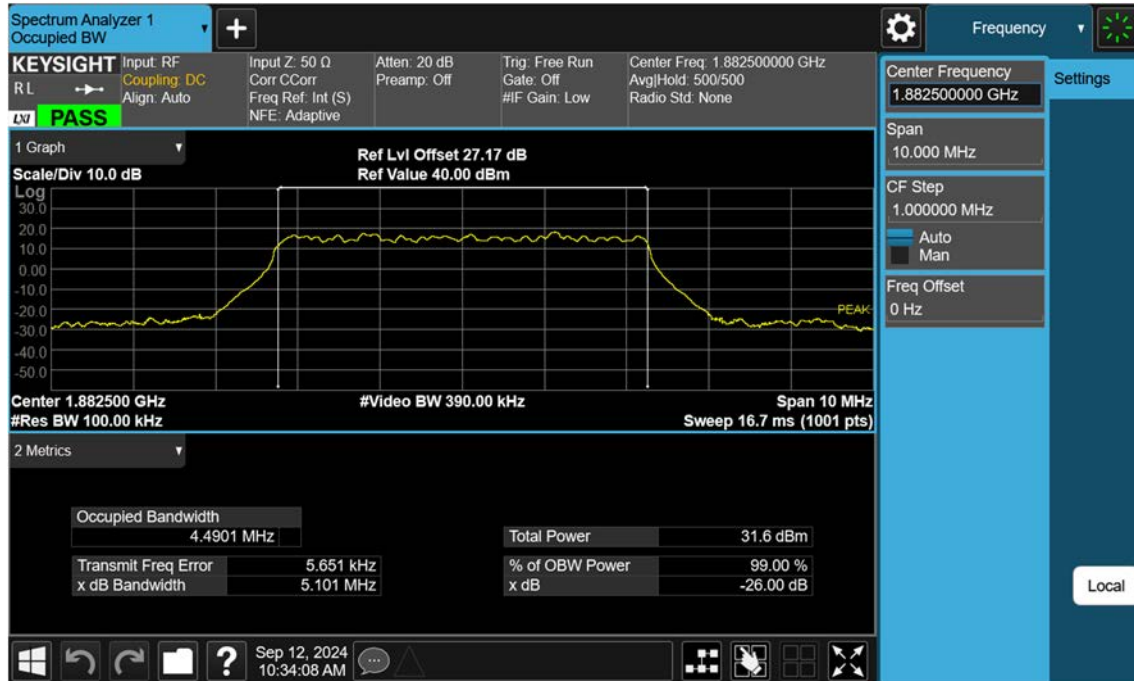 Spectrum Analyzer 1
Occupied BW
+
Frequency
KEYSIGHT
R L
LXI PASS
Input: RF
Coupling: DC
Align: Auto
Input Z: 50 Ω
Corr CCorr
Freq Ref: Int (S)
NFE: Adaptive
Atten: 20 dB
Preamp: Off
Trig: Free Run
Gate: Off
#IF Gain: Low
Center Freq: 1.882500000 GHz
Avg|Hold: 500/500
Radio Std: None
Center Frequency
1.882500000 GHz
Settings
Span
10.000 MHz
CF Step
1.000000 MHz
Auto
Man
Freq Offset
0 Hz
Local
1 Graph
Scale/Div 10.0 dB
Ref Lvl Offset 27.17 dB
Ref Value 40.00 dBm
Log
30.0
20.0
10.0
0.00
-10.0
-20.0
-30.0
-40.0
-50.0
PEAK
Center 1.882500 GHz
#Video BW 390.00 kHz
Span 10 MHz
#Res BW 100.00 kHz
Sweep 16.7 ms (1001 pts)
2 Metrics
Occupied Bandwidth
4.4901 MHz
Total Power 31.6 dBm
Transmit Freq Error 5.651 kHz
% of OBW Power 99.00 %
x dB Bandwidth 5.101 MHz
x dB -26.00 dB
?
Sep 12, 2024
10:34:08 AM